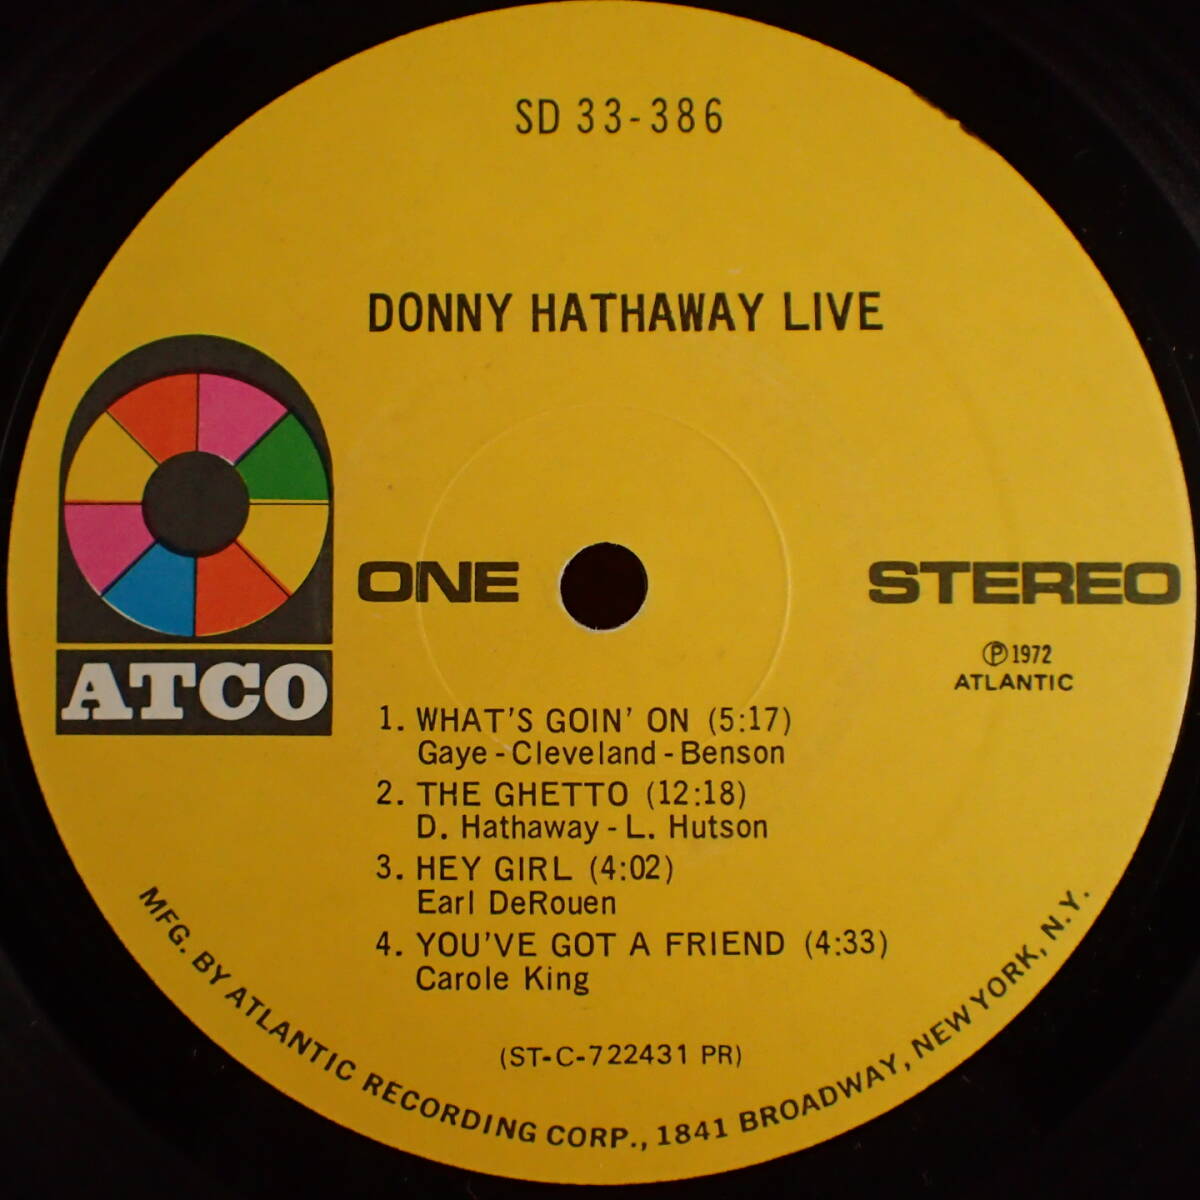 SD 33-386
DONNY HATHAWAY LIVE
ATCO
ONE
STEREO
Ⓟ1972
ATLANTIC
1. WHAT'S GOIN' ON (5:17)
Gaye - Cleveland - Benson
2. THE GHETTO (12:18)
D. Hathaway - L. Hutson
3. HEY GIRL (4:02)
Earl DeRouen
4. YOU'VE GOT A FRIEND (4:33)
Carole King
(ST-C-722431 PR)
MFG. BY ATLANTIC RECORDING CORP., 1841 BROADWAY, NEW YORK, N.Y.